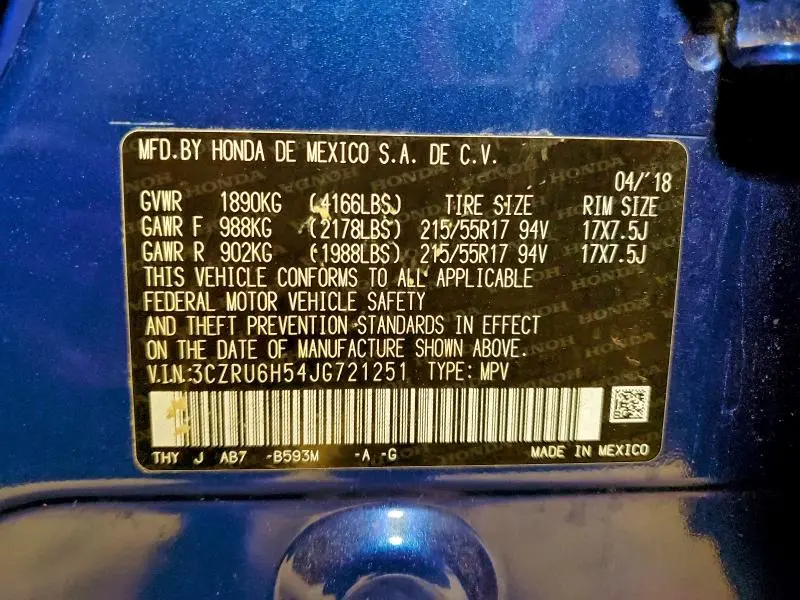 MFD.BY HONDA DE MEXICO S.A. DE C.V.
04/'18
GVWR 1890KG (4166LBS) TIRE SIZE RIM SIZE
GAWR F 988KG (2178LBS) 215/55R17 94V 17X7.5J
GAWR R 902KG (1988LBS) 215/55R17 94V 17X7.5J
THIS VEHICLE CONFORMS TO ALL APPLICABLE
FEDERAL MOTOR VEHICLE SAFETY
AND THEFT PREVENTION STANDARDS IN EFFECT
ON THE DATE OF MANUFACTURE SHOWN ABOVE.
V.I.N:3CZRU6H54JG721251 TYPE: MPV
THY J AB7 -B593M -A -G MADE IN MEXICO